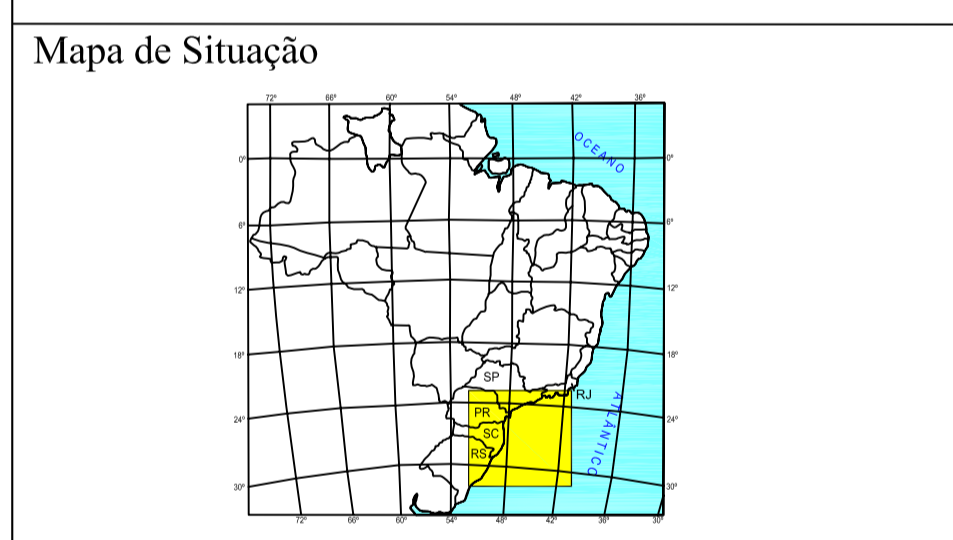 Mapa de Situação
72° 66° 60° 54° 48° 42° 36°
OCEANO
0° 0°
6° 6°
12° 12°
18° 18°
SP
RJ
ATLÂNTICO
PR
24° 24°
SC
RS
30° 30°
72° 66° 60° 54° 48° 42° 36° 30°